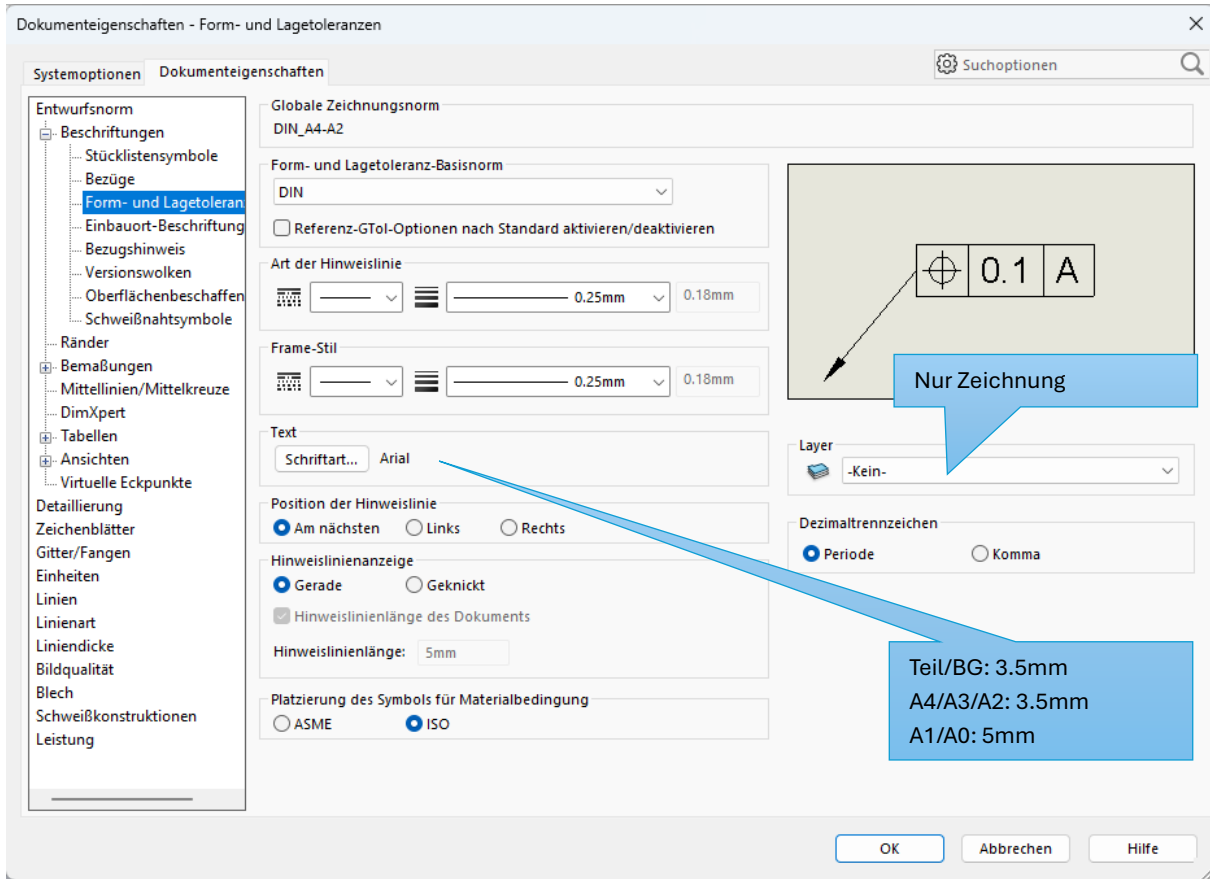 Dokumenteigenschaften - Form- und Lagetoleranzen
Systemoptionen
Dokumenteigenschaften
Suchoptionen
Entwurfsnorm
Beschriftungen
Stücklistensymbole
Bezüge
Form- und Lagetoleran
Einbauort-Beschriftung
Bezugshinweis
Versionswolken
Oberflächenbeschaffen
Schweißnahtsymbole
Ränder
Bemaßungen
Mittellinien/Mittelkreuze
DimXpert
Tabellen
Ansichten
Virtuelle Eckpunkte
Detaillierung
Zeichenblätter
Gitter/Fangen
Einheiten
Linien
Linienart
Liniendicke
Bildqualität
Blech
Schweißkonstruktionen
Leistung
Globale Zeichnungsnorm
DIN_A4-A2
Form- und Lagetoleranz-Basisnorm
DIN
Referenz-GTol-Optionen nach Standard aktivieren/deaktivieren
Art der Hinweislinie
0.25mm
0.18mm
Frame-Stil
0.25mm
0.18mm
Text
Schriftart... Arial
Position der Hinweislinie
Am nächsten Links Rechts
Hinweislinienanzeige
Gerade Geknickt
Hinweislinienlänge des Dokuments
Hinweislinienlänge: 5mm
Platzierung des Symbols für Materialbedingung
ASME ISO
0.1 A
Nur Zeichnung
Layer
-Kein-
Dezimaltrennzeichen
Periode Komma
Teil/BG: 3.5mm
A4/A3/A2: 3.5mm
A1/A0: 5mm
OK Abbrechen Hilfe